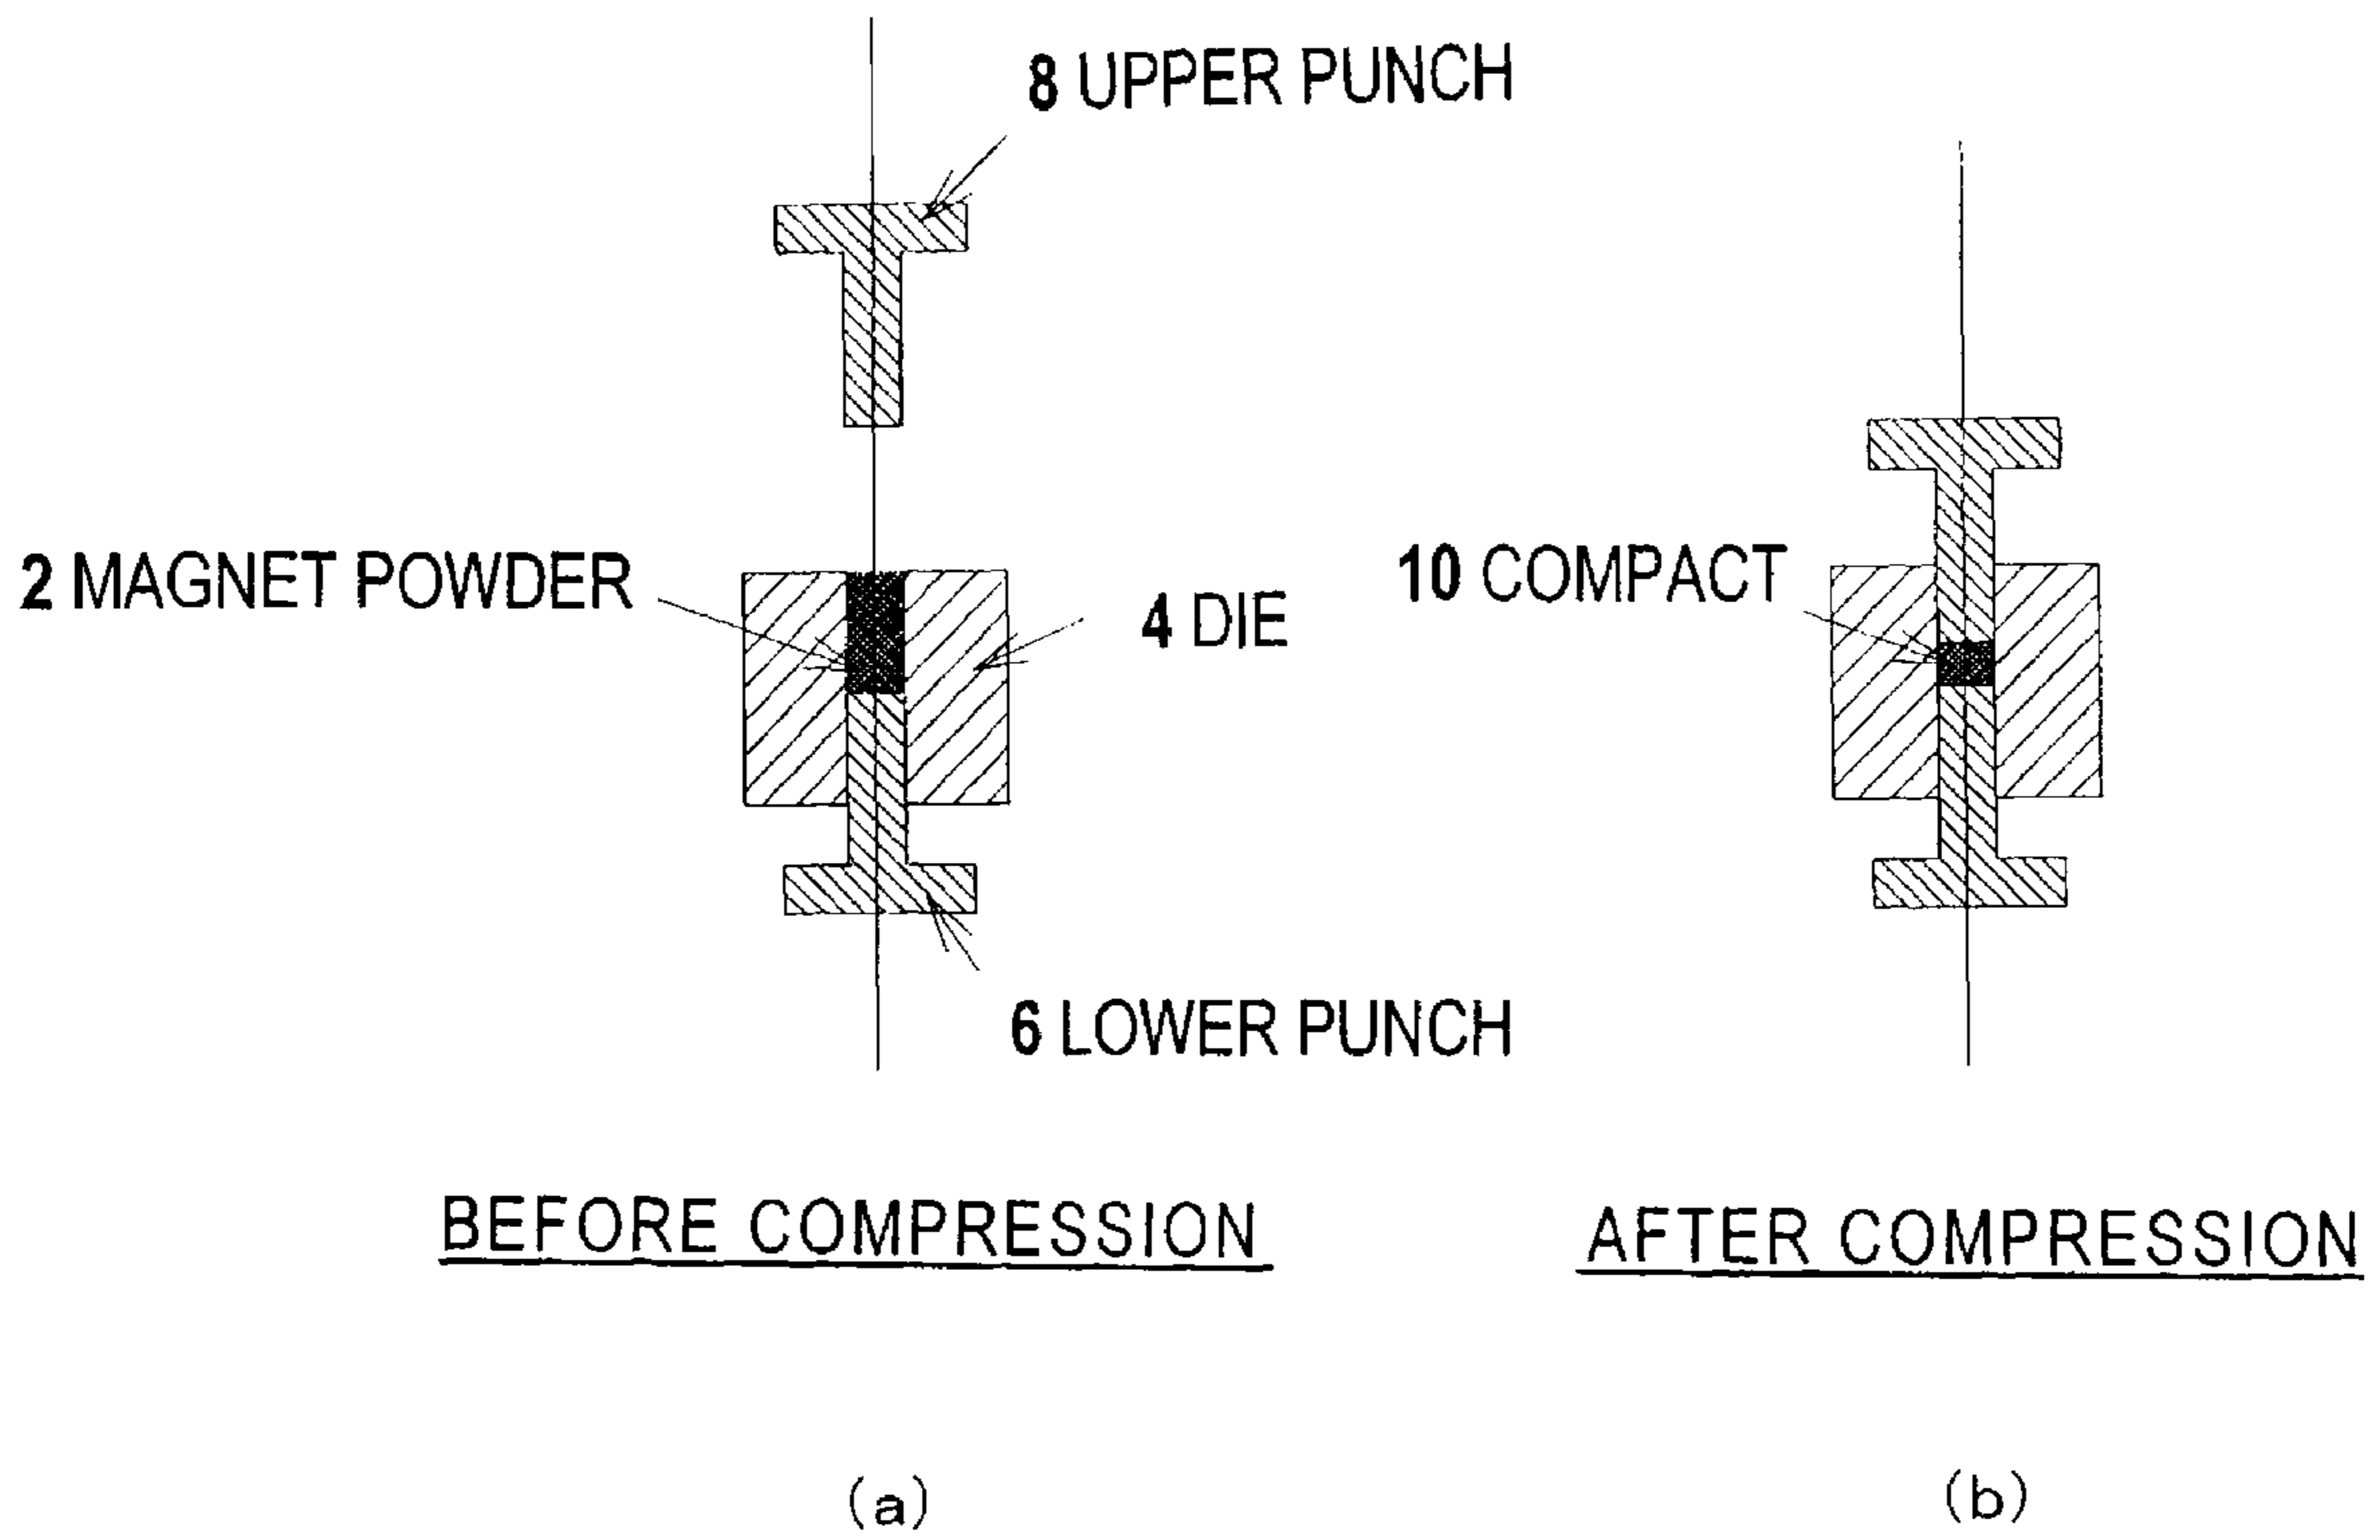 8 UPPER PUNCH
2 MAGNET POWDER
4 DIE
10 COMPACT
6 LOWER PUNCH
BEFORE COMPRESSION
AFTER COMPRESSION
(a)
(b)